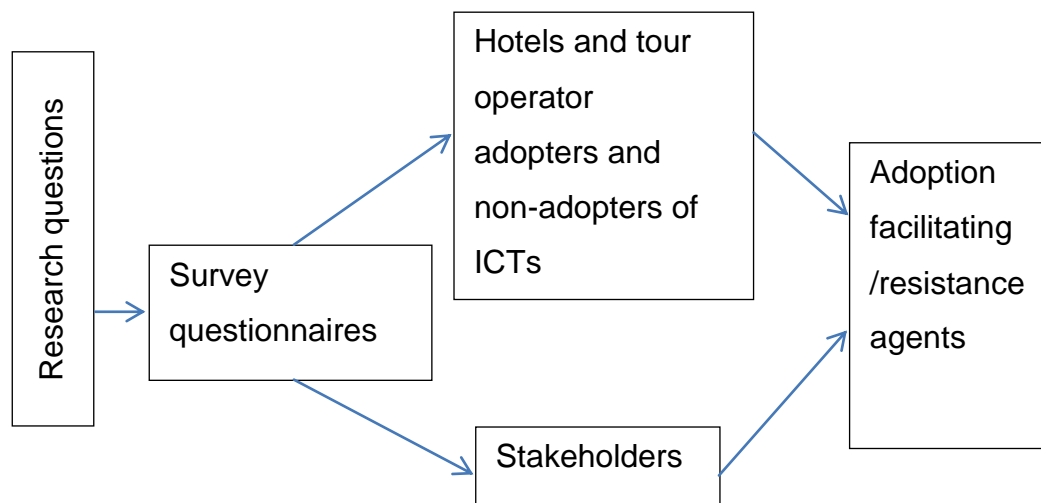 Research questions
Survey
questionnaires
Hotels and tour
operator
adopters and
non-adopters of
ICTs
Stakeholders
Adoption
facilitating
/resistance
agents